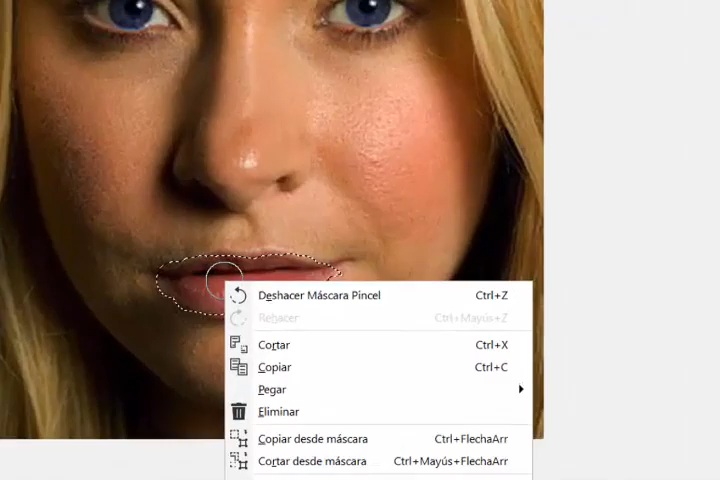 Deshacer Máscara Pincel Ctrl+Z
Rehacer Ctrl+Mayús+Z
Cortar Ctrl+X
Copiar Ctrl+C
Pegar
Eliminar
Copiar desde máscara Ctrl+FlechaArr
Cortar desde máscara Ctrl+Mayús+FlechaArr